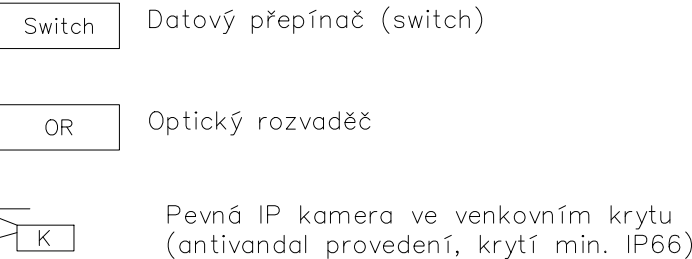 Switch Datový přepínač (switch)
OR Optický rozvaděč
Pevná IP kamera ve venkovním krytu
K (antivandal provedení, krytí min. IP66)